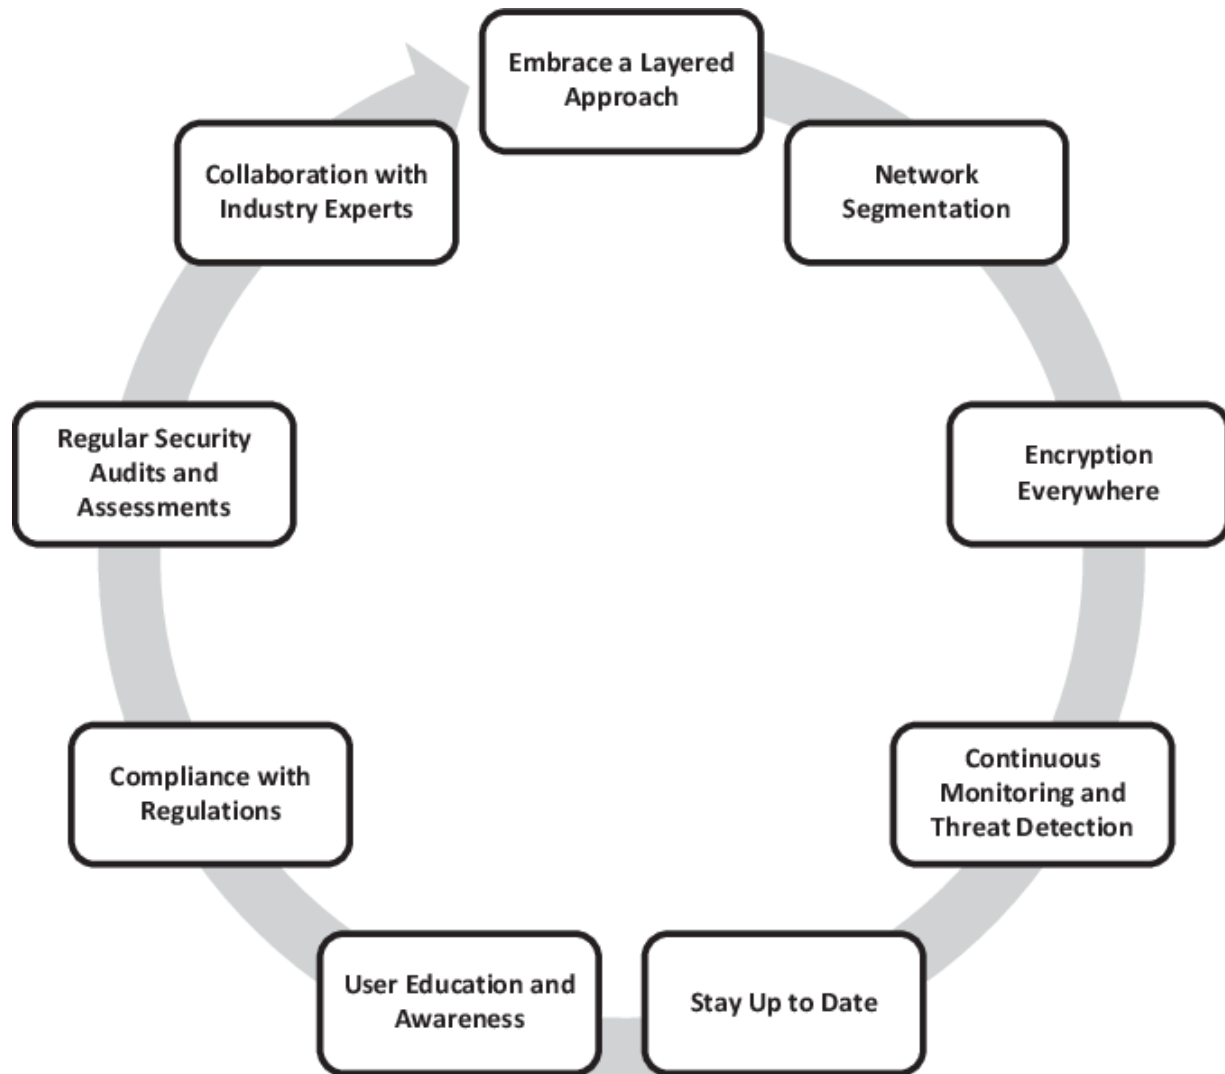 Embrace a Layered
Approach
Network
Segmentation
Encryption
Everywhere
Continuous
Monitoring and
Threat Detection
Stay Up to Date
User Education and
Awareness
Compliance with
Regulations
Regular Security
Audits and
Assessments
Collaboration with
Industry Experts